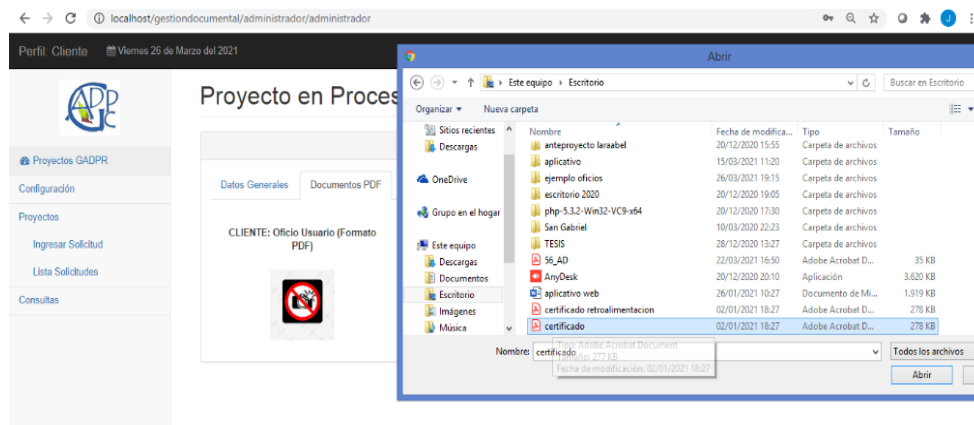 localhost/gestiondocumental/administrador/administrador
J
Perfil: Cliente
Viernes 26 de Marzo del 2021
Proyectos GADPR
Configuración
Proyectos
Ingresar Solicitud
Lista Solicitudes
Consultas
Proyecto en Proces
Datos Generales
Documentos PDF
CLIENTE: Oficio Usuario (Formato
PDF)
Abrir
Este equipo Escritorio
Buscar en Escritorio
Organizar
Nueva carpeta
Sitios recientes
Descargas
OneDrive
Grupo en el hogar
Este equipo
Descargas
Documentos
Escritorio
Imágenes
Música
Nombre Fecha de modifica... Tipo Tamaño
anteproyecto laraabel 20/12/2020 15:55 Carpeta de archivos
aplicativo 15/03/2021 11:20 Carpeta de archivos
ejemplo oficios 26/03/2021 19:15 Carpeta de archivos
escritorio 2020 20/12/2020 19:05 Carpeta de archivos
php-5.3.2-Win32-VC9-x64 20/12/2020 17:30 Carpeta de archivos
San Gabriel 10/03/2020 22:23 Carpeta de archivos
TESIS 28/12/2020 13:27 Carpeta de archivos
56_AD 22/03/2021 16:50 Adobe Acrobat D... 35 KB
AnyDesk 20/12/2020 20:10 Aplicación 3.620 KB
aplicativo web 26/01/2021 10:27 Documento de Mi... 1.919 KB
certificado retroalimentacion 02/01/2021 18:27 Adobe Acrobat D... 278 KB
certificado 02/01/2021 18:27 Adobe Acrobat D... 278 KB
Nombre: certificado
Todos los archivos
Tipo: Adobe Acrobat Document
Tamaño: 277 KB
Fecha de modificación: 02/01/2021 18:27
Abrir